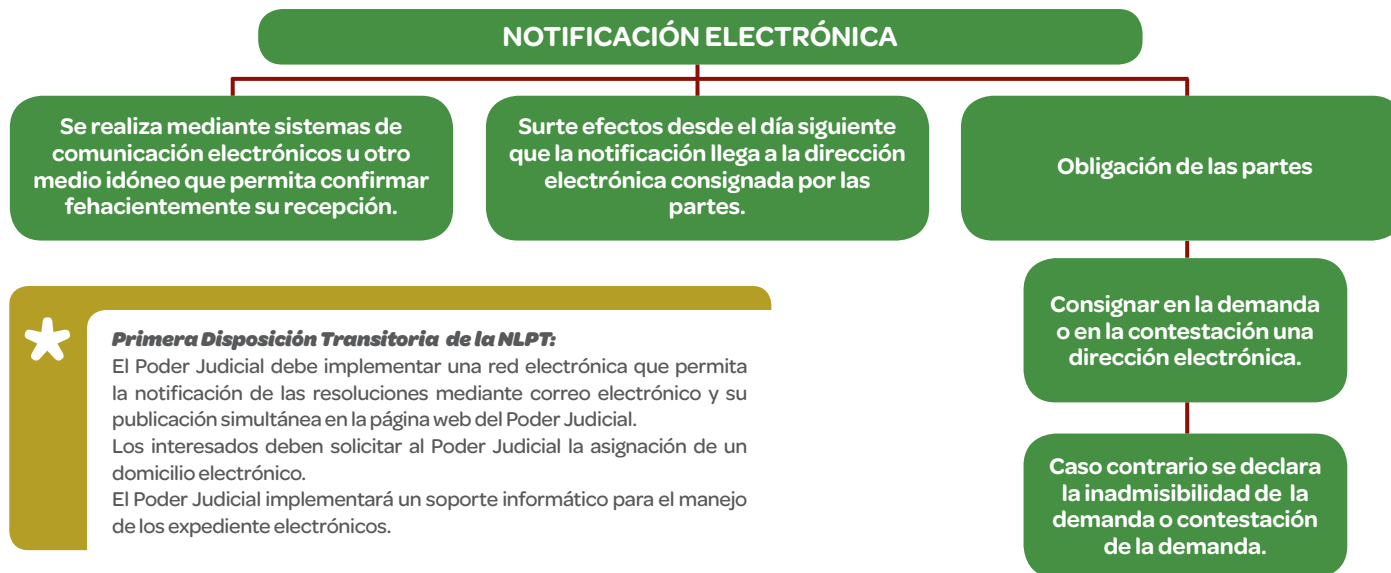 NOTIFICACIÓN ELECTRÓNICA
Se realiza mediante sistemas de
comunicación electrónicos u otro
medio idóneo que permita confirmar
fehacientemente su recepción.
Surte efectos desde el día siguiente
que la notificación llega a la dirección
electrónica consignada por las
partes.
Obligación de las partes
Consignar en la demanda
o en la contestación una
dirección electrónica.
Caso contrario se declara
la inadmisibilidad de la
demanda o contestación
de la demanda.
Primera Disposición Transitoria de la NLPT:
El Poder Judicial debe implementar una red electrónica que permita
la notificación de las resoluciones mediante correo electrónico y su
publicación simultánea en la página web del Poder Judicial.
Los interesados deben solicitar al Poder Judicial la asignación de un
domicilio electrónico.
El Poder Judicial implementará un soporte informático para el manejo
de los expediente electrónicos.